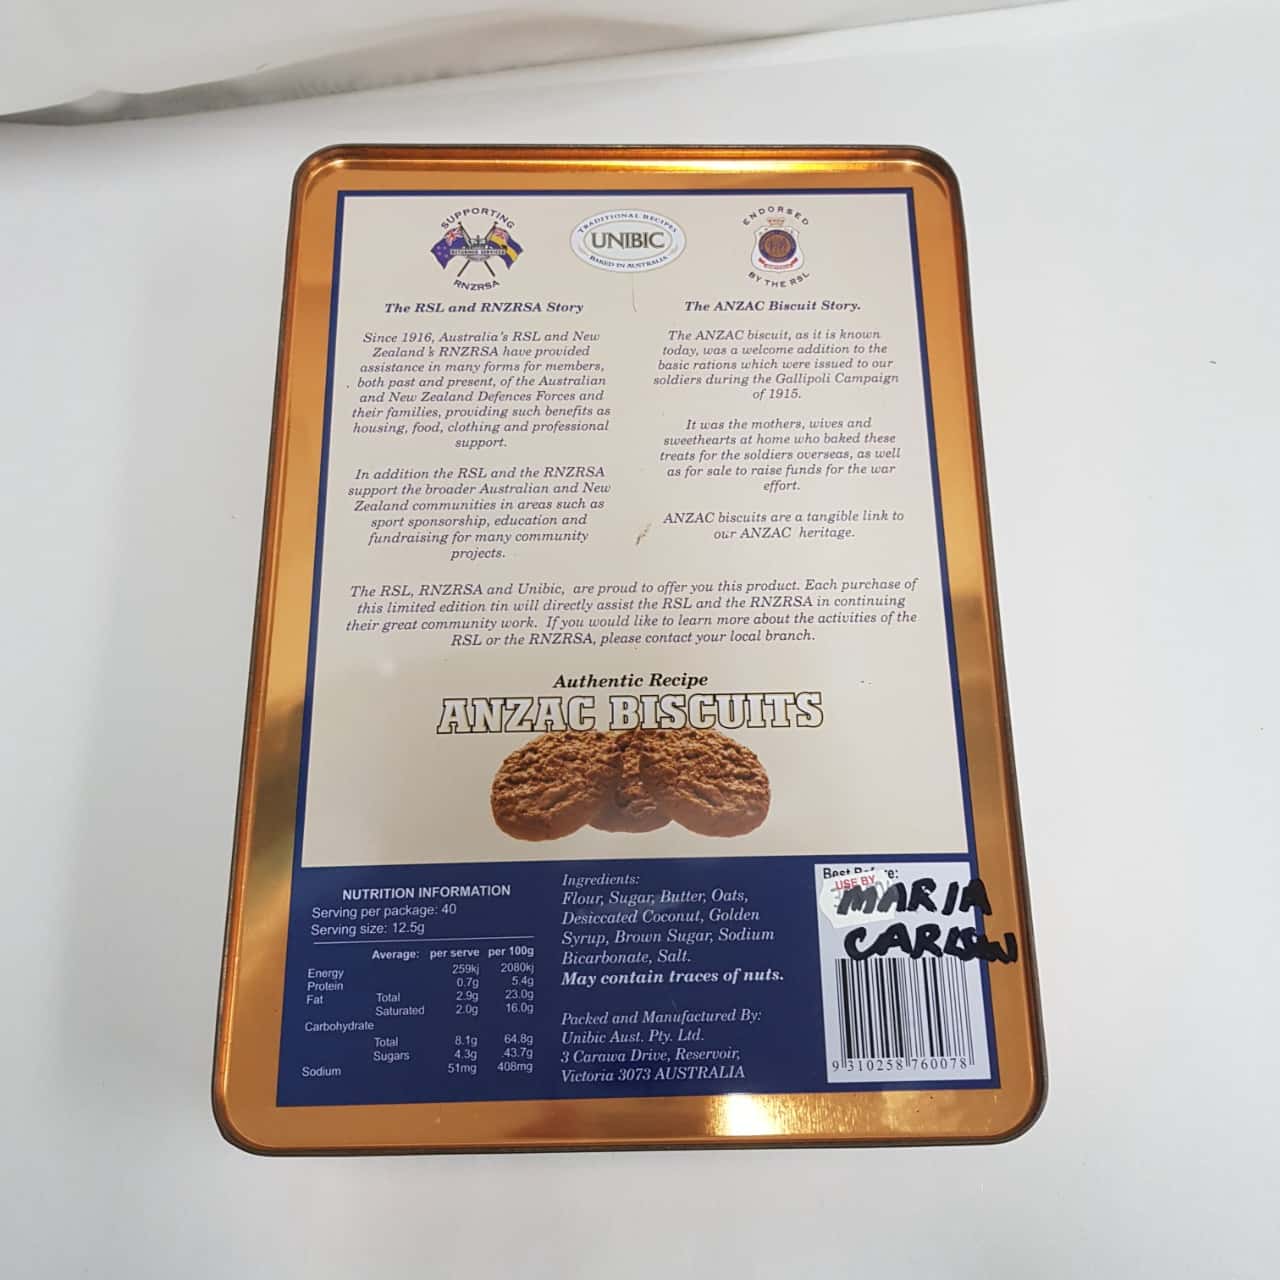 SUPPORTING
RNZRSA
TRADITIONAL RECIPES
UNIBIC
BAKED IN AUSTRALIA
ENDORSED
BY THE RSL
The RSL and RNZRSA Story
Since 1916, Australia's RSL and New
Zealand's RNZRSA have provided
assistance in many forms for members,
both past and present, of the Australian
and New Zealand Defences Forces and
their families, providing such benefits as
housing, food, clothing and professional
support.
In addition the RSL and the RNZRSA
support the broader Australian and New
Zealand communities in areas such as
sport sponsorship, education and
fundraising for many community
projects.
The ANZAC Biscuit Story.
The ANZAC biscuit, as it is known
today, was a welcome addition to the
basic rations which were issued to our
soldiers during the Gallipoli Campaign
of 1915.
It was the mothers, wives and
sweethearts at home who baked these
treats for the soldiers overseas, as well
as for sale to raise funds for the war
effort.
ANZAC biscuits are a tangible link to
our ANZAC heritage.
The RSL, RNZRSA and Unibic, are proud to offer you this product. Each purchase of
this limited edition tin will directly assist the RSL and the RNZRSA in continuing
their great community work. If you would like to learn more about the activities of the
RSL or the RNZRSA, please contact your local branch.
Authentic Recipe
ANZAC BISCUITS
NUTRITION INFORMATION
Serving per package: 40
Serving size: 12.5g
Average: per serve per 100g
Energy 259kj 2080kj
Protein 0.7g 5.4g
Fat Total 2.9g 23.0g
Saturated 2.0g 16.0g
Carbohydrate
Total 8.1g 64.8g
Sugars 4.3g 43.7g
Sodium 51mg 408mg
Ingredients:
Flour, Sugar, Butter, Oats,
Desiccated Coconut, Golden
Syrup, Brown Sugar, Sodium
Bicarbonate, Salt.
May contain traces of nuts.
Packed and Manufactured By:
Unibic Aust. Pty. Ltd.
3 Carawa Drive, Reservoir,
Victoria 3073 AUSTRALIA
Best
USE BY
MARIA
9 310258 760078